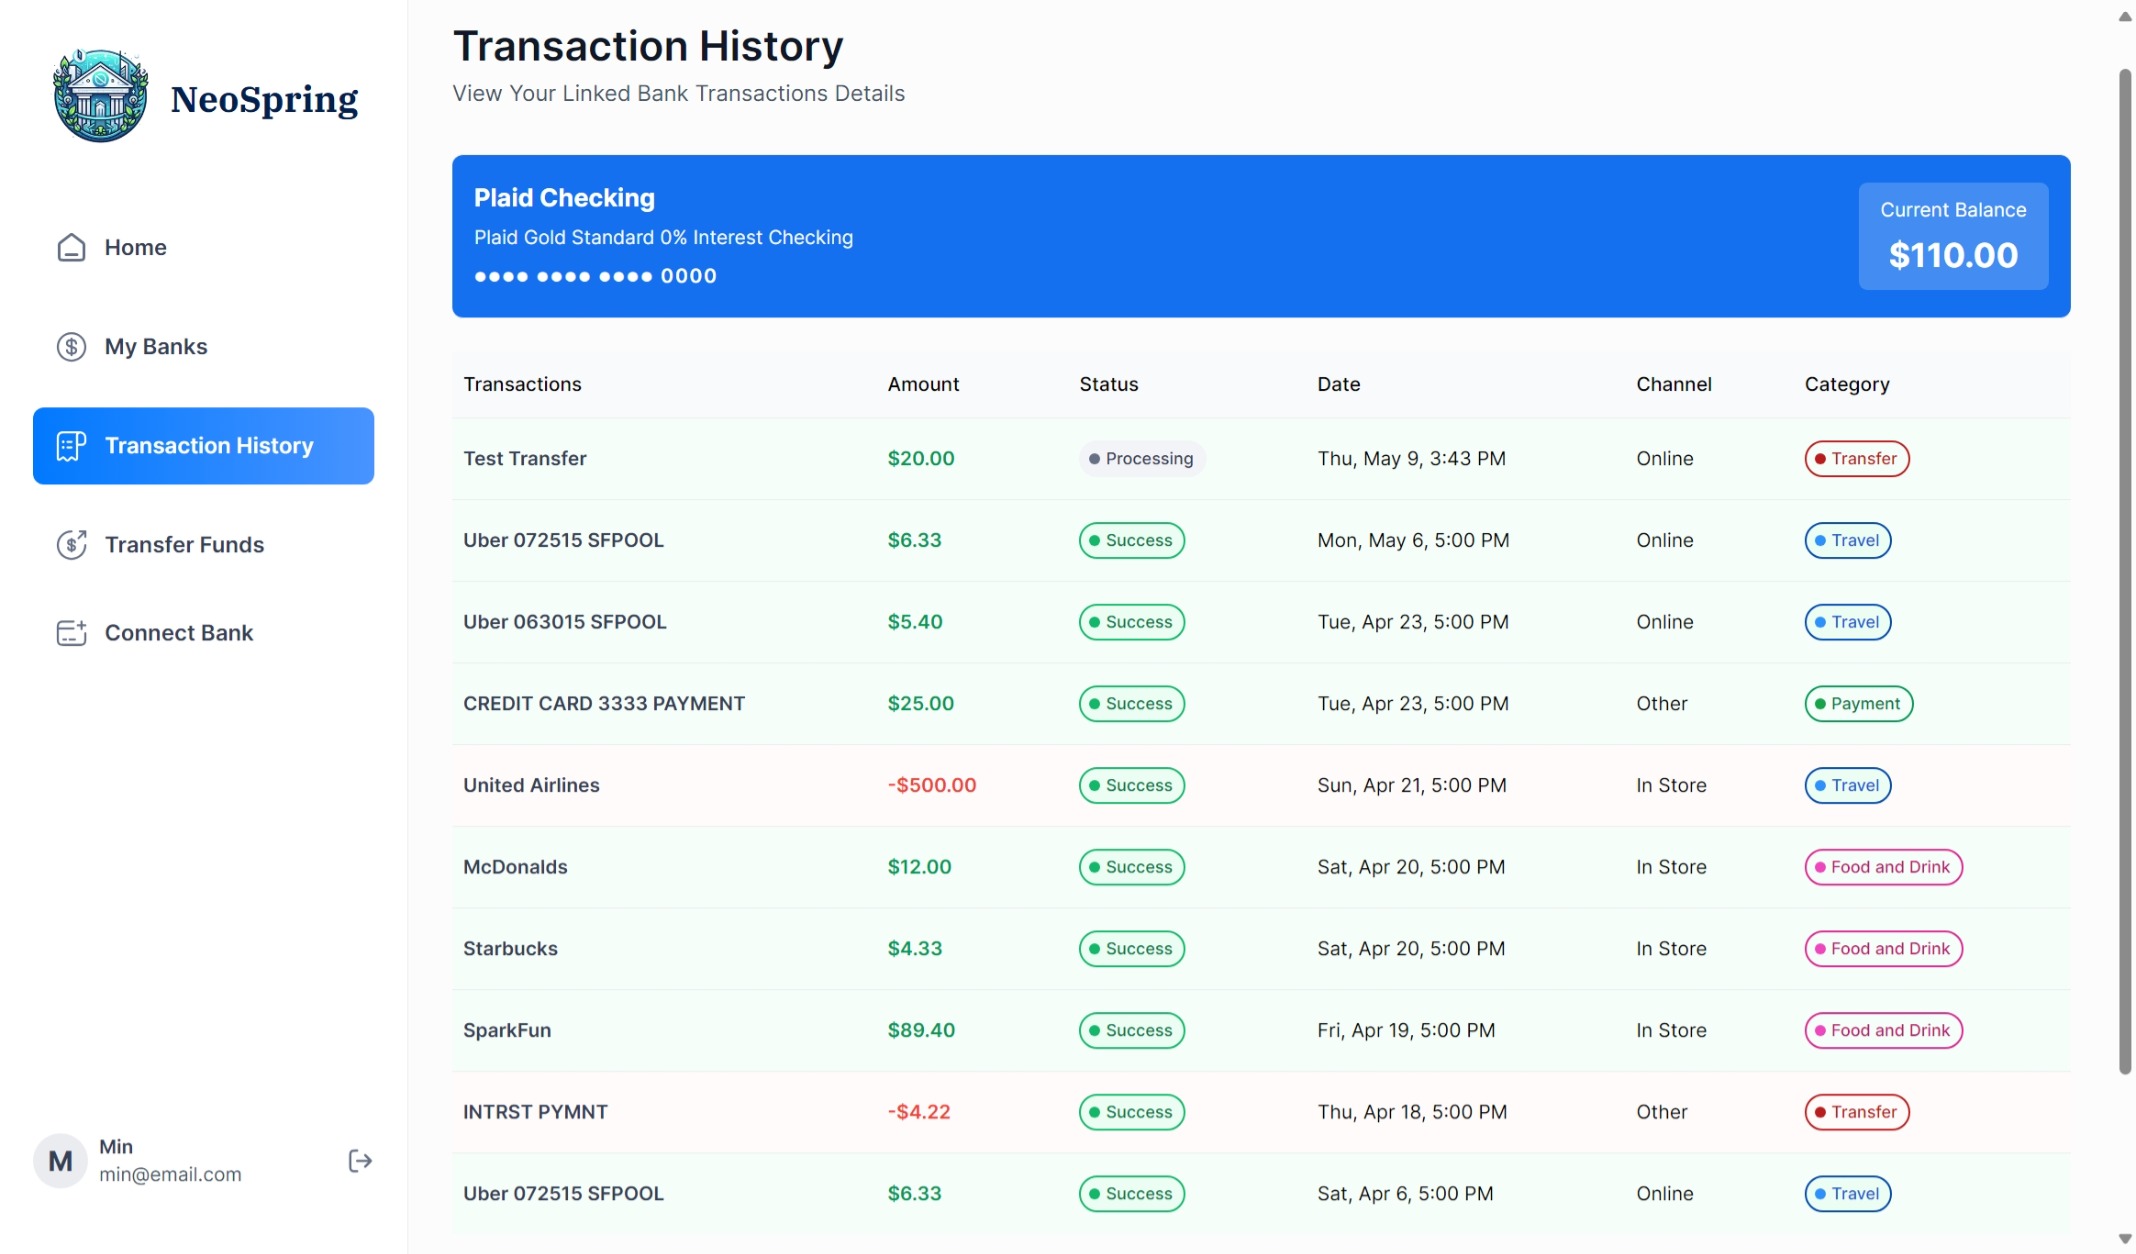 NeoSpring
Home
My Banks
Transaction History
Transfer Funds
Connect Bank
M
Min
min@email.com
Transaction History
View Your Linked Bank Transactions Details
Plaid Checking
Plaid Gold Standard 0% Interest Checking
●●●● ●●●● ●●●● 0000
Current Balance
$110.00
Transactions Amount Status Date Channel Category
Test Transfer $20.00 Processing Thu, May 9, 3:43 PM Online Transfer
Uber 072515 SFPOOL $6.33 Success Mon, May 6, 5:00 PM Online Travel
Uber 063015 SFPOOL $5.40 Success Tue, Apr 23, 5:00 PM Online Travel
CREDIT CARD 3333 PAYMENT $25.00 Success Tue, Apr 23, 5:00 PM Other Payment
United Airlines -$500.00 Success Sun, Apr 21, 5:00 PM In Store Travel
McDonalds $12.00 Success Sat, Apr 20, 5:00 PM In Store Food and Drink
Starbucks $4.33 Success Sat, Apr 20, 5:00 PM In Store Food and Drink
SparkFun $89.40 Success Fri, Apr 19, 5:00 PM In Store Food and Drink
INTRST PYMNT -$4.22 Success Thu, Apr 18, 5:00 PM Other Transfer
Uber 072515 SFPOOL $6.33 Success Sat, Apr 6, 5:00 PM Online Travel